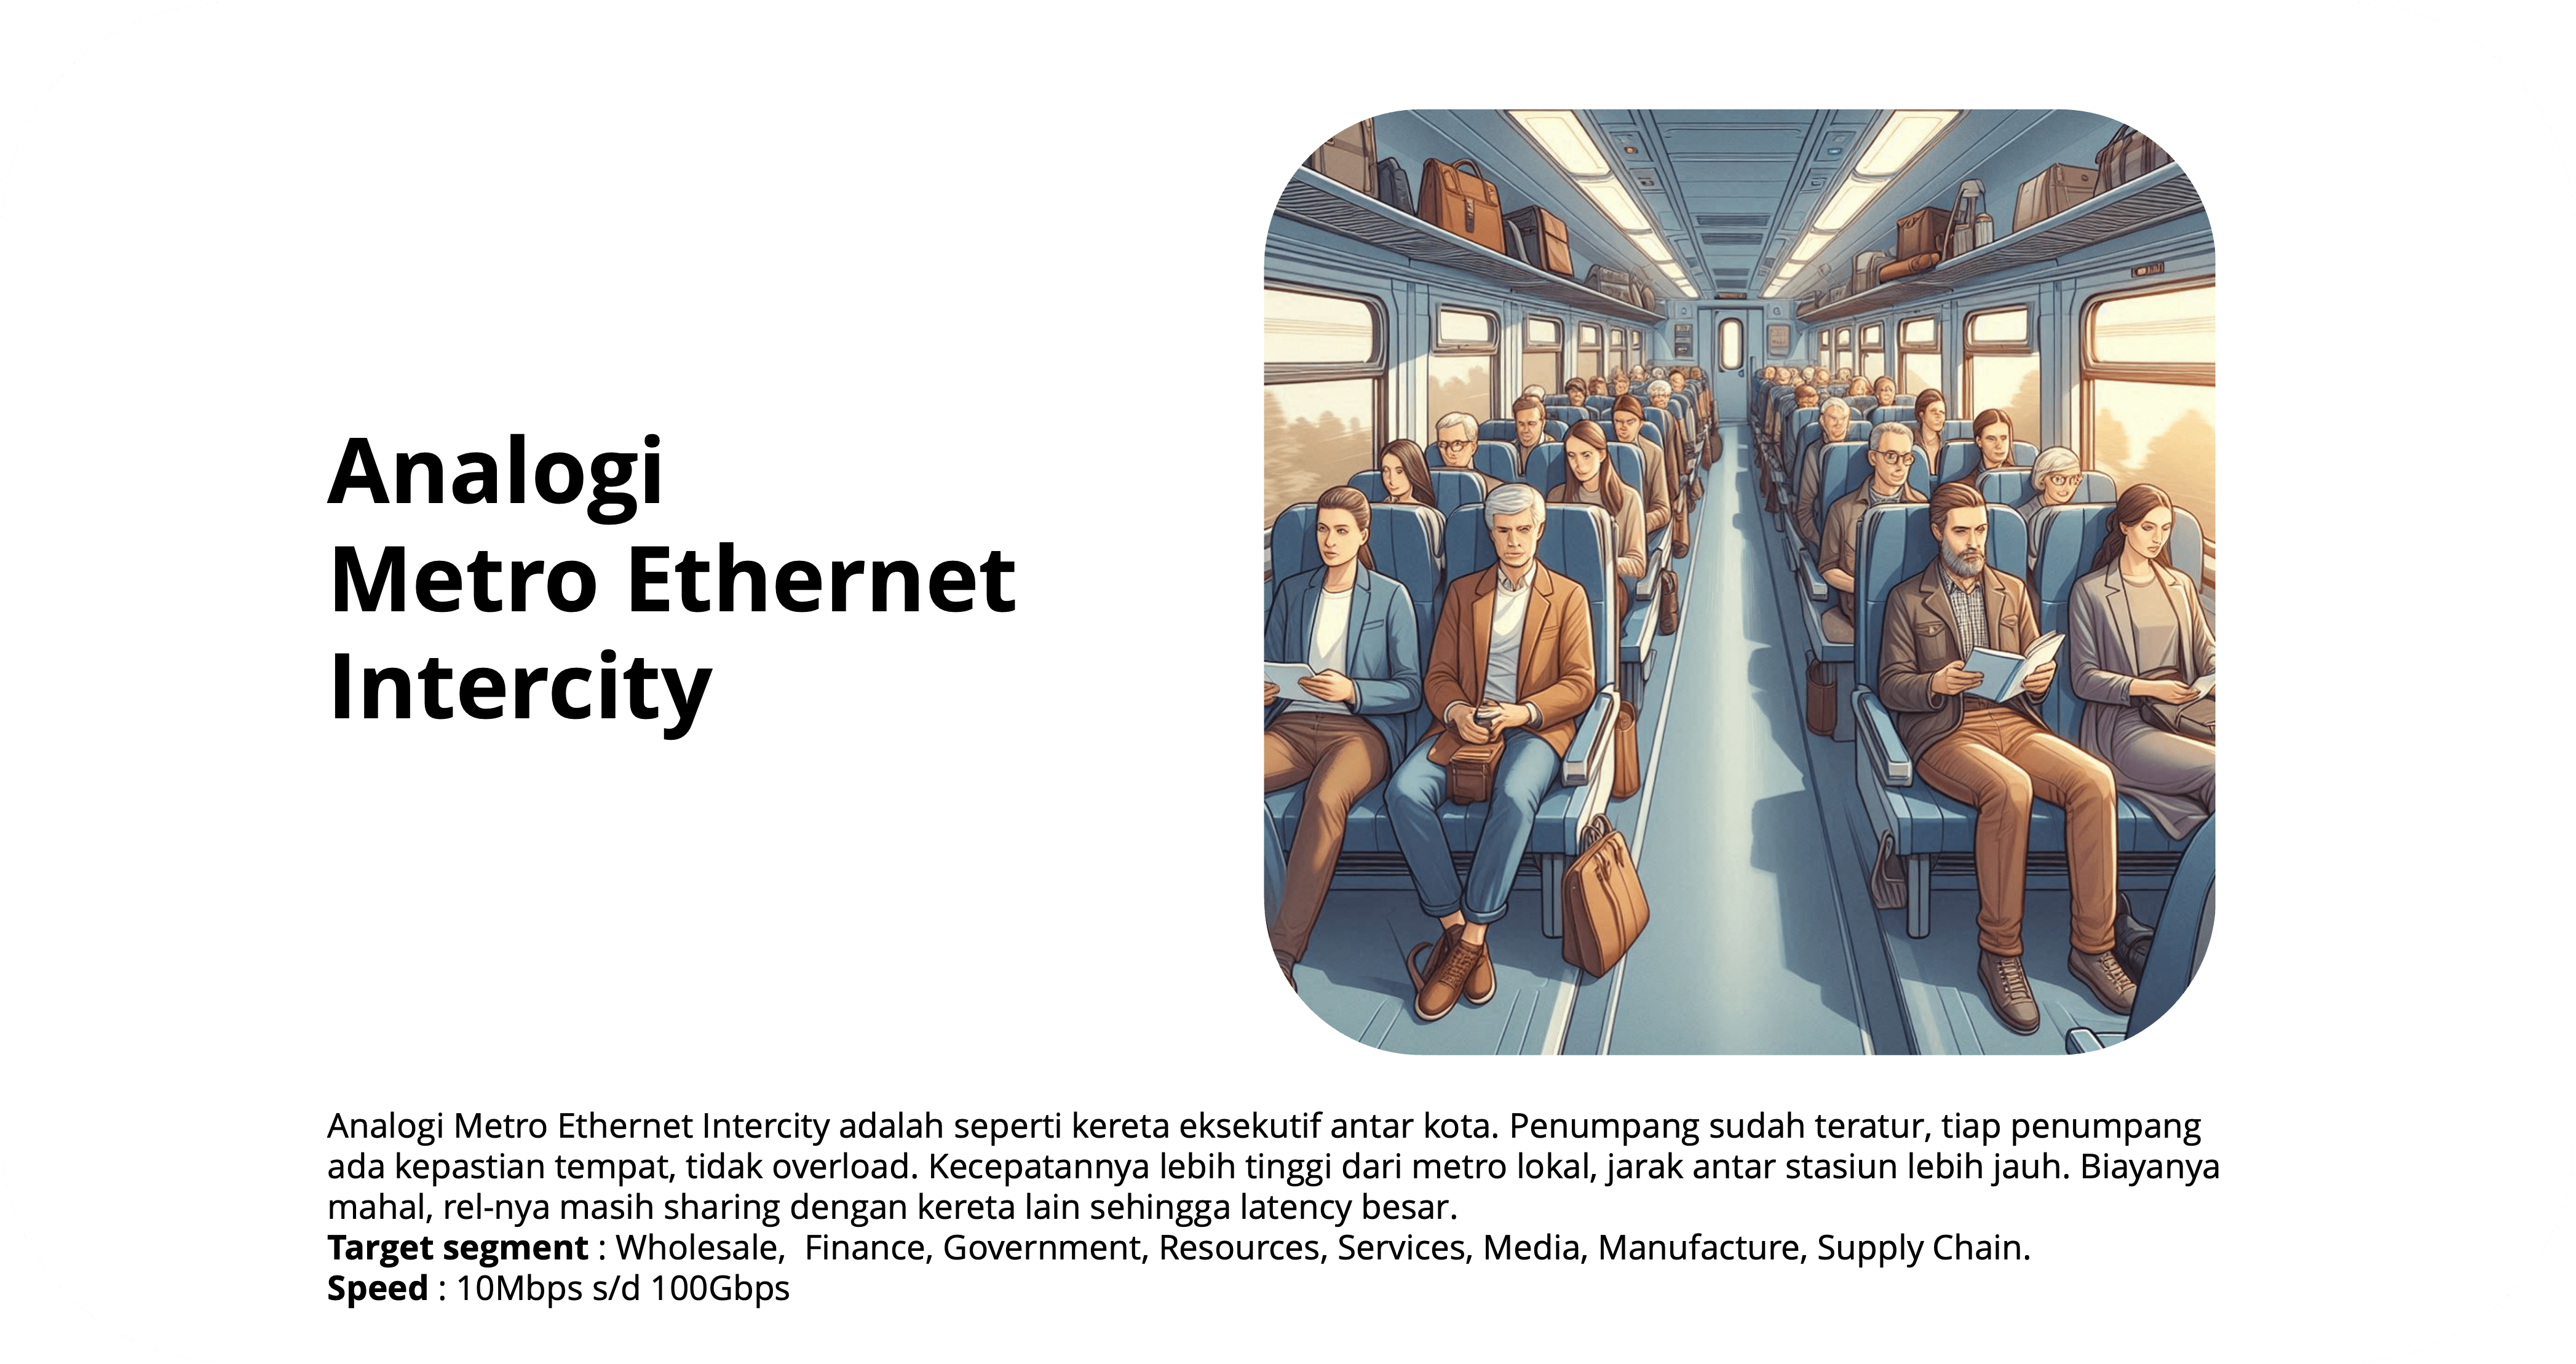 Analogi
Metro Ethernet
Intercity
Analogi Metro Ethernet Intercity adalah seperti kereta eksekutif antar kota. Penumpang sudah teratur, tiap penumpang
ada kepastian tempat, tidak overload. Kecepatannya lebih tinggi dari metro lokal, jarak antar stasiun lebih jauh. Biayanya
mahal, rel-nya masih sharing dengan kereta lain sehingga latency besar.
Target segment : Wholesale,  Finance, Government, Resources, Services, Media, Manufacture, Supply Chain.
Speed : 10Mbps s/d 100Gbps